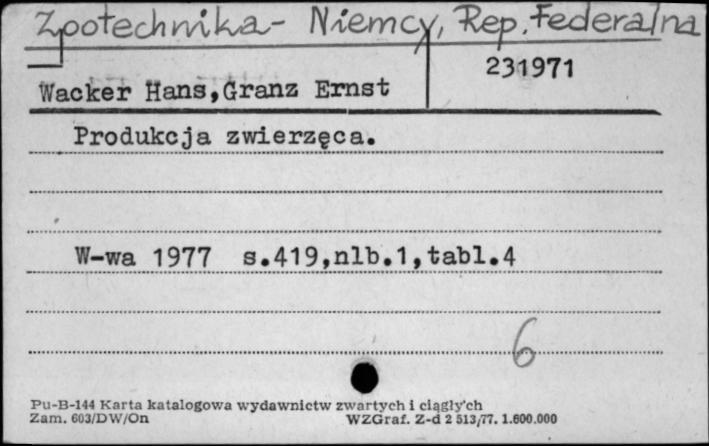 Zootechnika - Niemcy, Rep. Federalna
231971
Wacker Hans,Granz Ernst
Produkcja zwierzęca.
W-wa 1977 s.419,nlb.1,tabl.4
6
Pu-B-144 Karta katalogowa wydawnictw zwartych i ciągłych
Zam. 603/DW/On WZGraf. Z-d 2 513/77. 1.600.000